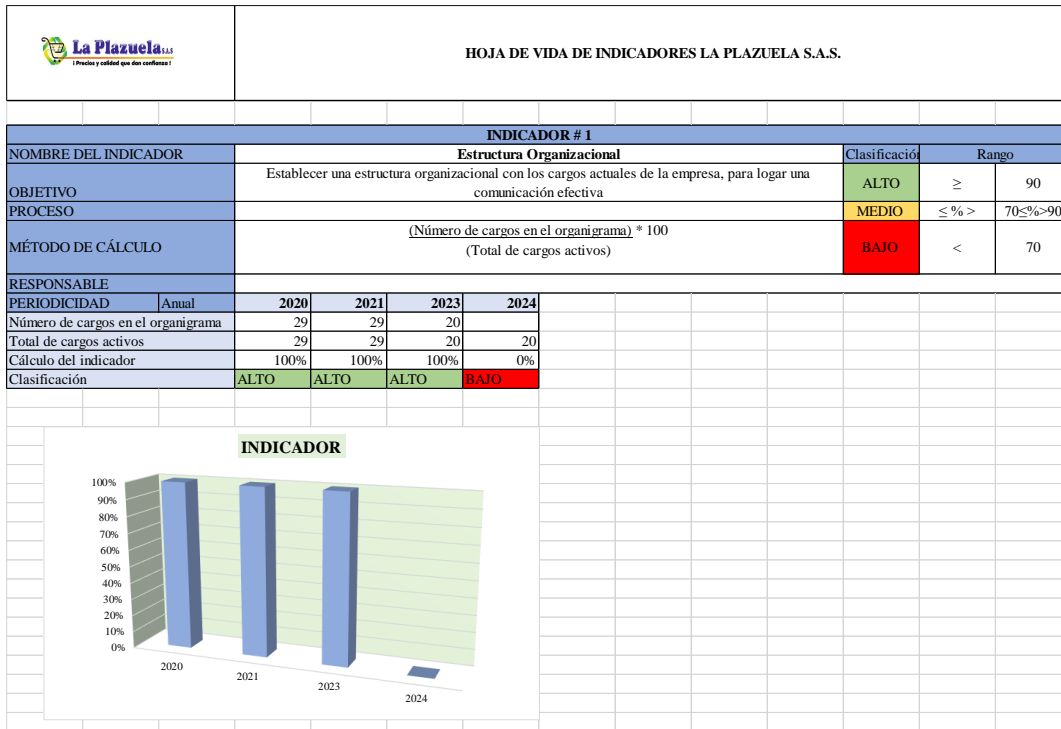 La Plazuela S.A.S
¡ Precios y calidad que dan confianza !
HOJA DE VIDA DE INDICADORES LA PLAZUELA S.A.S.
INDICADOR # 1
NOMBRE DEL INDICADOR Estructura Organizacional Clasificación Rango
OBJETIVO Establecer una estructura organizacional con los cargos actuales de la empresa, para logar una
comunicación efectiva
ALTO ≥ 90
PROCESO MEDIO ≤ % > 70≤%>90
MÉTODO DE CÁLCULO (Número de cargos en el organigrama) * 100
(Total de cargos activos)
BAJO < 70
RESPONSABLE
PERIODICIDAD Anual 2020 2021 2023 2024
Número de cargos en el organigrama 29 29 20
Total de cargos activos 29 29 20 20
Cálculo del indicador 100% 100% 100% 0%
Clasificación ALTO ALTO ALTO BAJO
INDICADOR
100%
90%
80%
70%
60%
50%
40%
30%
20%
10%
0%
2020
2021
2023
2024